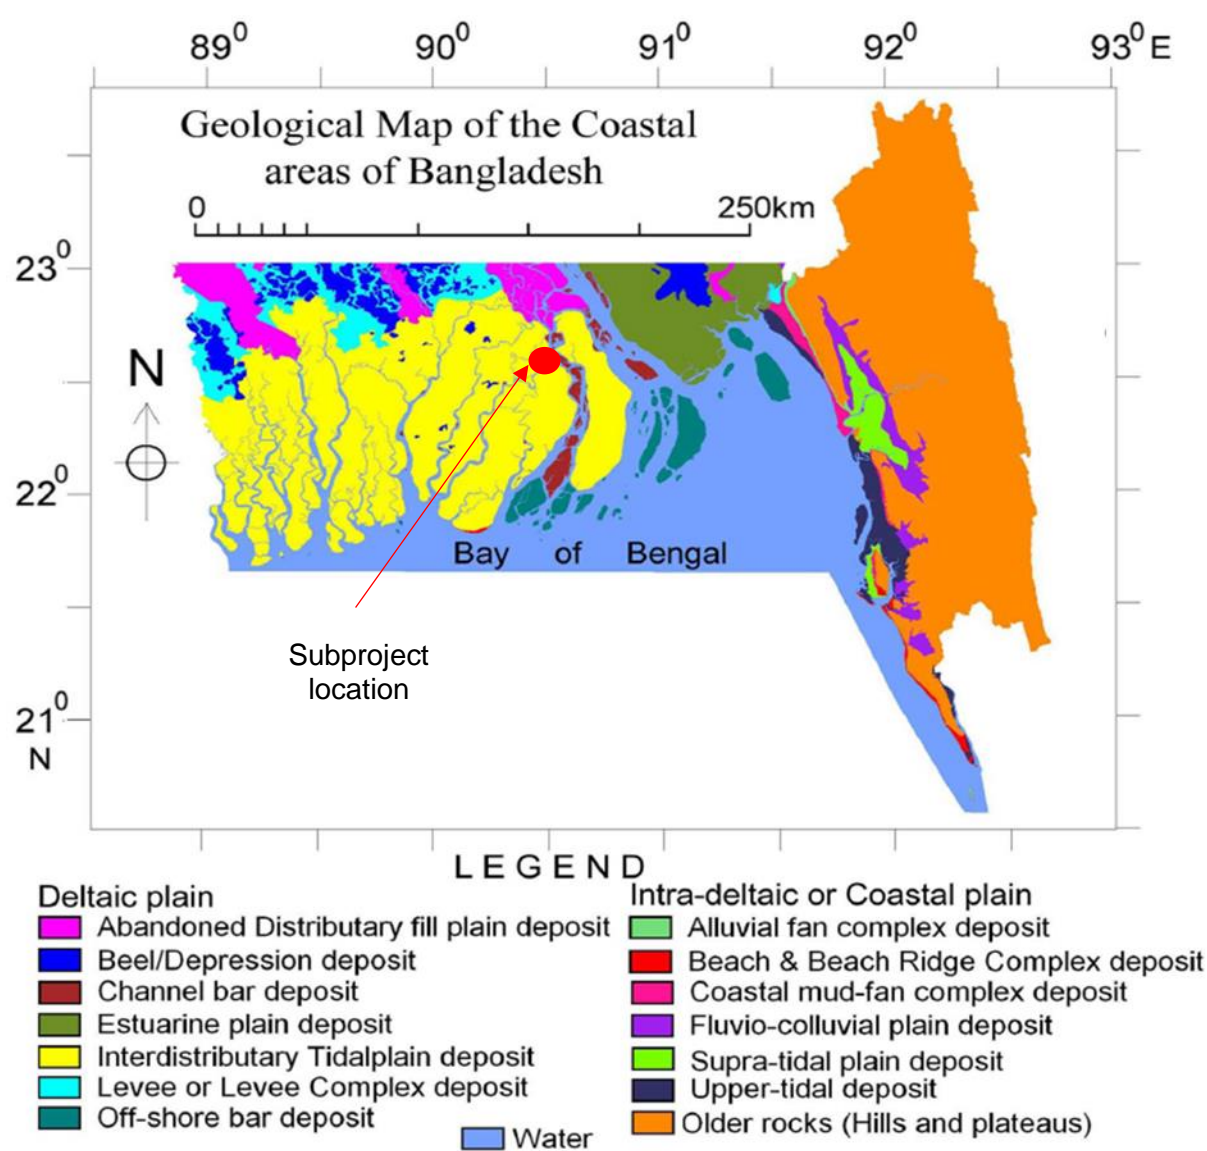 89⁰ 90⁰ 91⁰ 92⁰ 93⁰ E
Geological Map of the Coastal
areas of Bangladesh
0 250km
23⁰
N
22⁰
Bay of Bengal
Subproject
location
21⁰
N
LEGEND
Deltaic plain
Abandoned Distributary fill plain deposit
Beel/Depression deposit
Channel bar deposit
Estuarine plain deposit
Interdistributary Tidalplain deposit
Levee or Levee Complex deposit
Off-shore bar deposit
Water
Intra-deltaic or Coastal plain
Alluvial fan complex deposit
Beach & Beach Ridge Complex deposit
Coastal mud-fan complex deposit
Fluvio-colluvial plain deposit
Supra-tidal plain deposit
Upper-tidal deposit
Older rocks (Hills and plateaus)